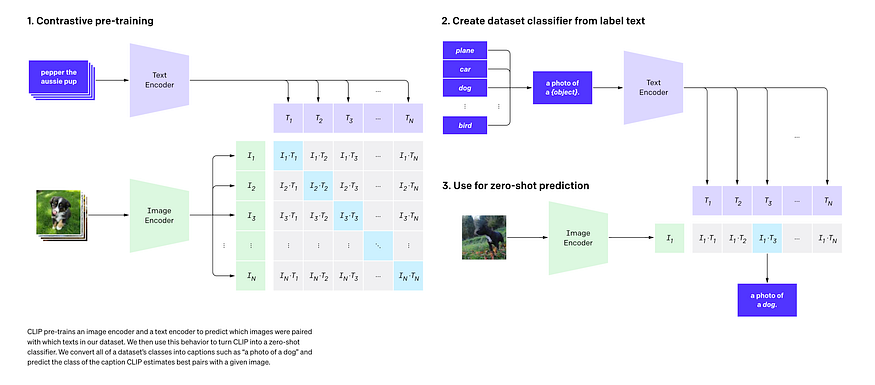 1. Contrastive pre-training
pepper the
aussie pup
Text
Encoder
...
T1 T2 T3 ... TN
I1 I1·T1 I1·T2 I1·T3 ... I1·TN
I2 I2·T1 I2·T2 I2·T3 ... I2·TN
I3 I3·T1 I3·T2 I3·T3 ... I3·TN
⋮ ⋮ ⋮ ⋮ ⋱ ⋮
IN IN·T1 IN·T2 IN·T3 ... IN·TN
Image
Encoder
CLIP pre-trains an image encoder and a text encoder to predict which images were paired
with which texts in our dataset. We then use this behavior to turn CLIP into a zero-shot
classifier. We convert all of a dataset's classes into captions such as "a photo of a dog" and
predict the class of the caption CLIP estimates best pairs with a given image.
2. Create dataset classifier from label text
plane
car
dog
⋮ ⋮
bird
a photo of
a {object}.
Text
Encoder
...
3. Use for zero-shot prediction
T1 T2 T3 ... TN
Image
Encoder
I1 I1·T1 I1·T2 I1·T3 ... I1·TN
a photo of
a dog.